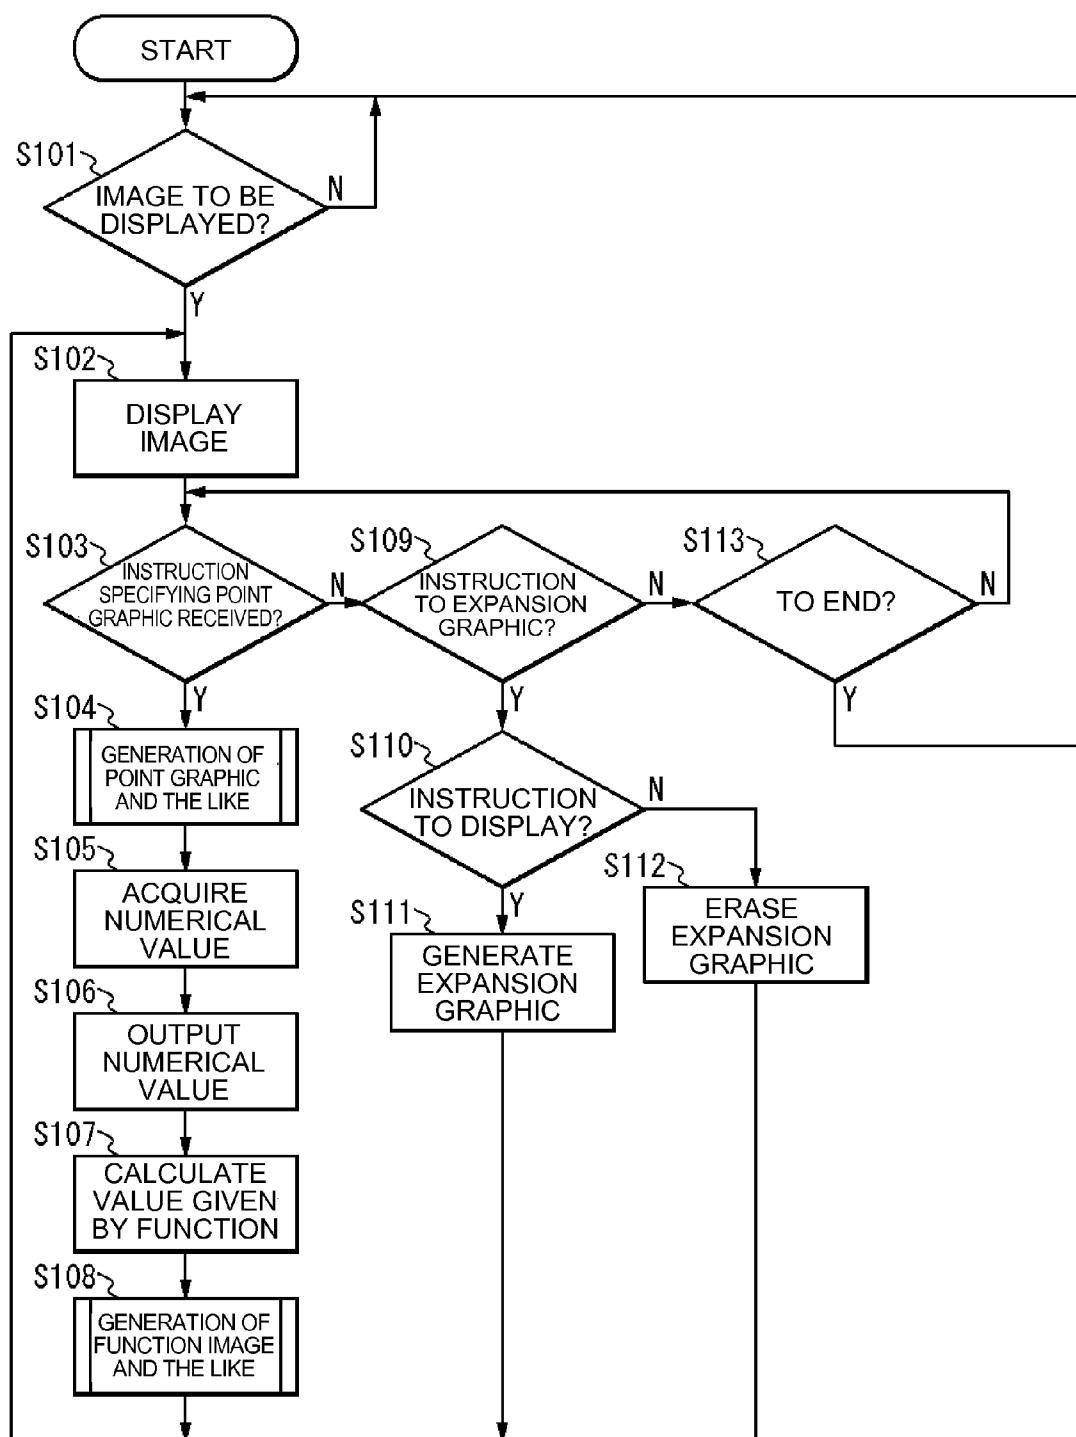 START
S101
IMAGE TO BE
DISPLAYED?
N
Y
S102
DISPLAY
IMAGE
S103
INSTRUCTION
SPECIFYING POINT
GRAPHIC RECEIVED?
N
Y
S109
INSTRUCTION
TO EXPANSION
GRAPHIC?
N
Y
S113
TO END?
N
Y
S104
GENERATION OF
POINT GRAPHIC
AND THE LIKE
S110
INSTRUCTION
TO DISPLAY?
N
Y
S105
ACQUIRE
NUMERICAL
VALUE
S111
GENERATE
EXPANSION
GRAPHIC
S112
ERASE
EXPANSION
GRAPHIC
S106
OUTPUT
NUMERICAL
VALUE
S107
CALCULATE
VALUE GIVEN
BY FUNCTION
S108
GENERATION OF
FUNCTION IMAGE
AND THE LIKE